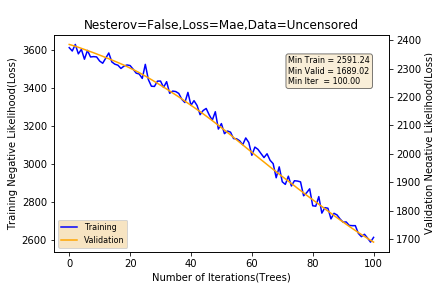 Nesterov=False,Loss=Mae,Data=Uncensored
Training Negative Likelihood(Loss)
3600
3400
3200
3000
2800
2600
Min Train = 2591.24
Min Valid = 1689.02
Min Iter = 100.00
Training
Validation
2400
2300
2200
2100
2000
1900
1800
1700
Validation Negative Likelihood(Loss)
0
20
40
60
80
100
Number of Iterations(Trees)